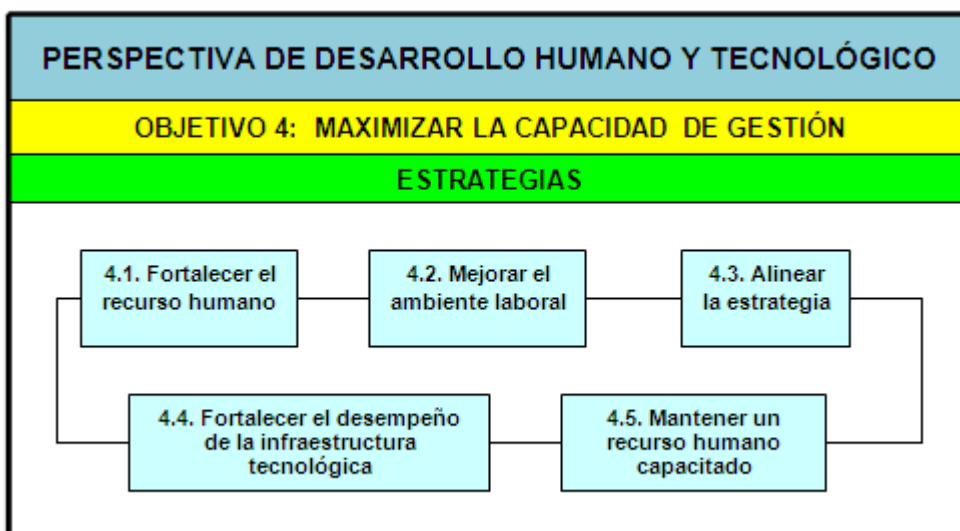 PERSPECTIVA DE DESARROLLO HUMANO Y TECNOLÓGICO
OBJETIVO 4: MAXIMIZAR LA CAPACIDAD DE GESTIÓN
ESTRATEGIAS
4.1. Fortalecer el
recurso humano
4.2. Mejorar el
ambiente laboral
4.3. Alinear
la estrategia
4.4. Fortalecer el desempeño
de la infraestructura
tecnológica
4.5. Mantener un
recurso humano
capacitado